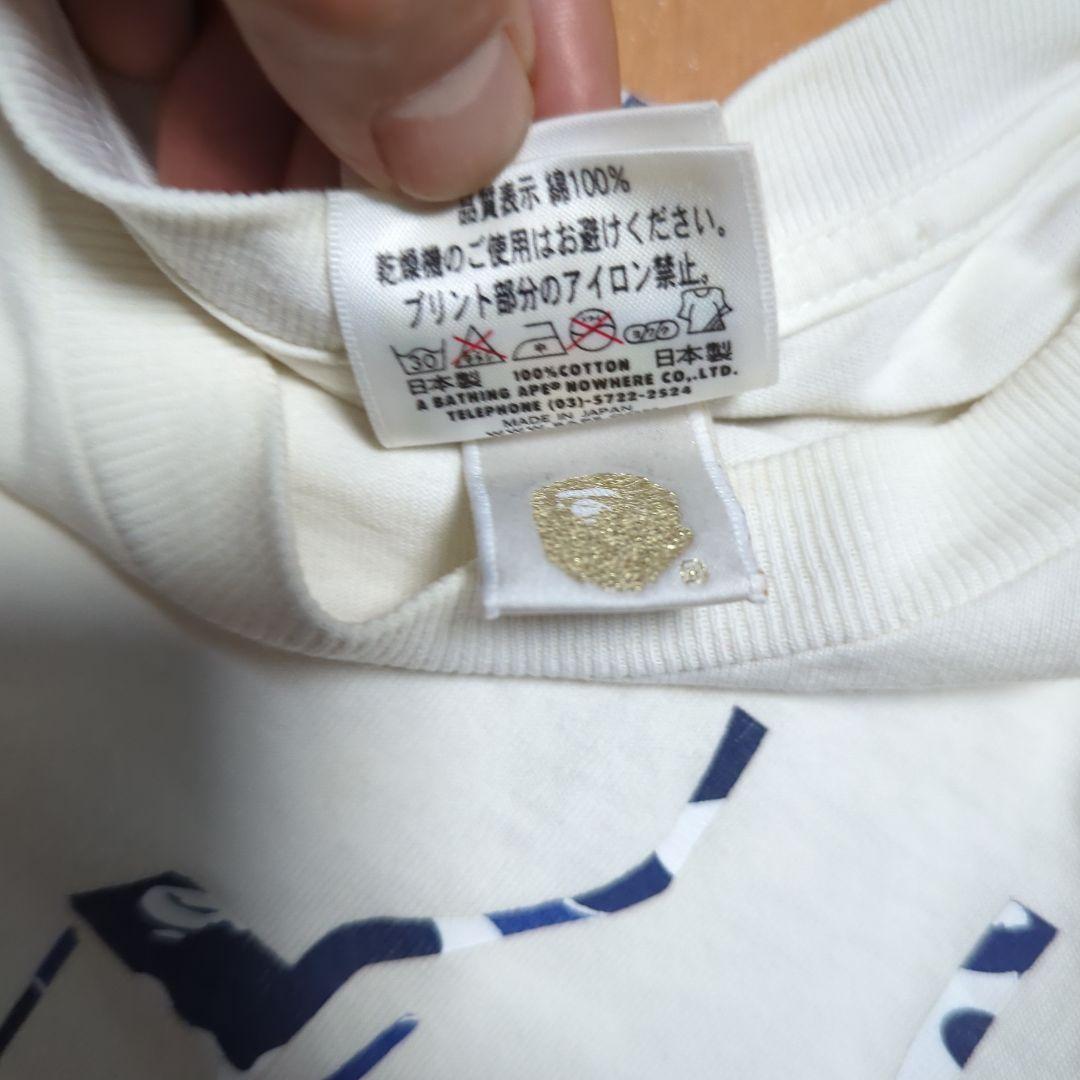 品質表示 綿100%
乾燥機のご使用はお避けください。
プリント部分のアイロン禁止。
30 中
日本製 100%COTTON 日本製
A BATHING APE® NOWHERE CO,.LTD.
TELEPHONE (03)-5722-2524
MADE IN JAPAN
®